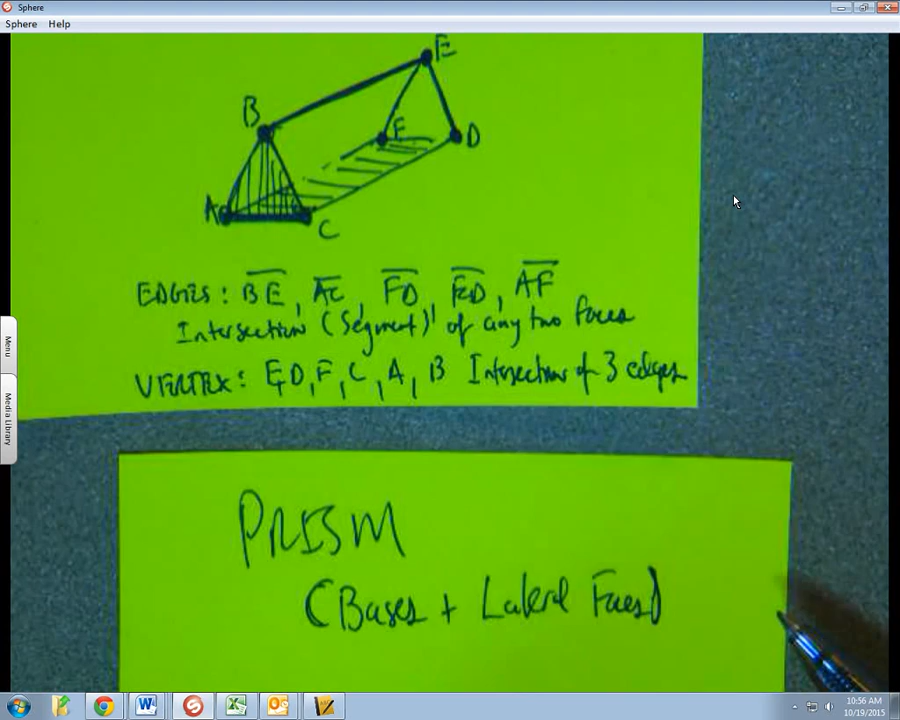 Sphere
Sphere Help
E
B
F
D
A
C
EDGES: BE, AC, FD, ED, AF
Intersection (Segment) of any two faces
VERTEX: E, D, F, C, A, B Intersection of 3 edges
Menu
Media Library
PRISM
(Bases + Lateral Faces)
10:56 AM
10/19/2015